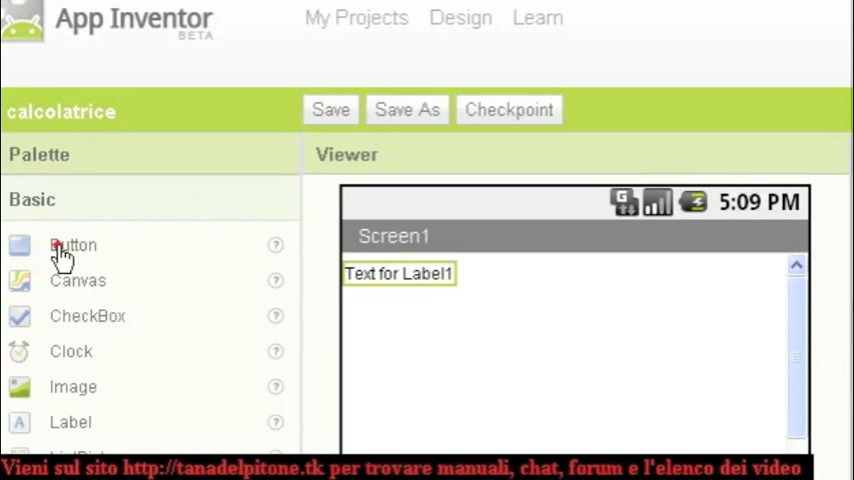 App Inventor
BETA
My Projects Design Learn
calcolatrice
Save Save As Checkpoint
Palette
Viewer
Basic
5:09 PM
Screen1
Button ?
Text for Label1
Canvas ?
CheckBox ?
Clock ?
Image ?
A Label ?
Vieni sul sito http://tanadelpitone.tk per trovare manuali, chat, forum e l'elenco dei video